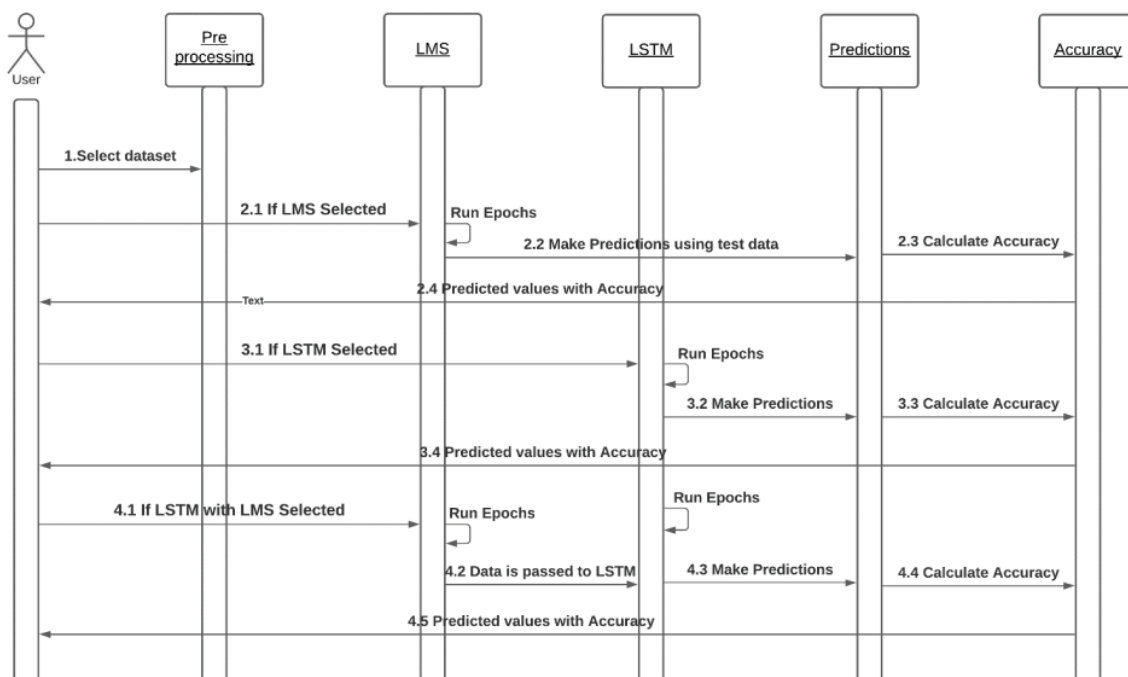 User
Pre
processing
LMS
LSTM
Predictions
Accuracy
1.Select dataset
2.1 If LMS Selected
Run Epochs
2.2 Make Predictions using test data
2.3 Calculate Accuracy
2.4 Predicted values with Accuracy
Text
3.1 If LSTM Selected
Run Epochs
3.2 Make Predictions
3.3 Calculate Accuracy
3.4 Predicted values with Accuracy
4.1 If LSTM with LMS Selected
Run Epochs
Run Epochs
4.2 Data is passed to LSTM
4.3 Make Predictions
4.4 Calculate Accuracy
4.5 Predicted values with Accuracy